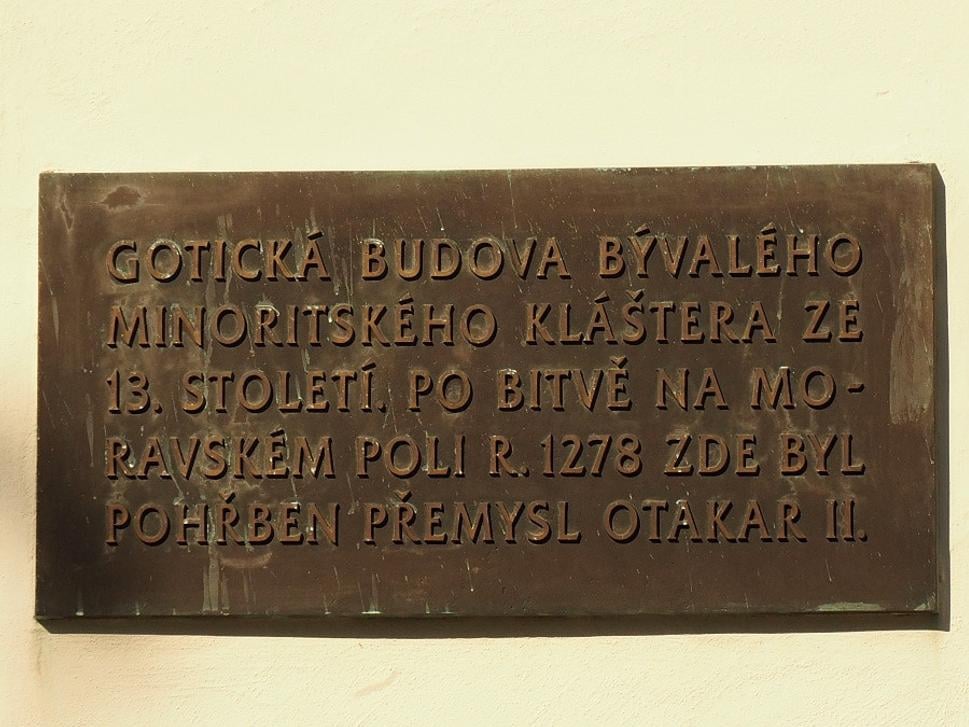 GOTICKÁ BUDOVA BÝVALÉHO
MINORITSKÉHO KLÁŠTERA ZE
13. STOLETÍ. PO BITVĚ NA MO-
RAVSKÉM POLI R. 1278 ZDE BYL
POHŘBEN PŘEMYSL OTAKAR II.